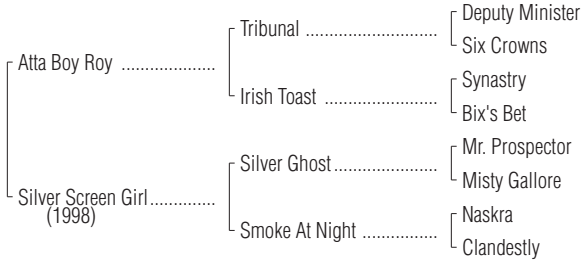 Deputy Minister
Tribunal ........................
Six Crowns
Atta Boy Roy .................
Synastry
Irish Toast ....................
Bix's Bet
Mr. Prospector
Silver Ghost...................
Misty Gallore
Silver Screen Girl............
(1998)
Naskra
Smoke At Night .............
Clandestly